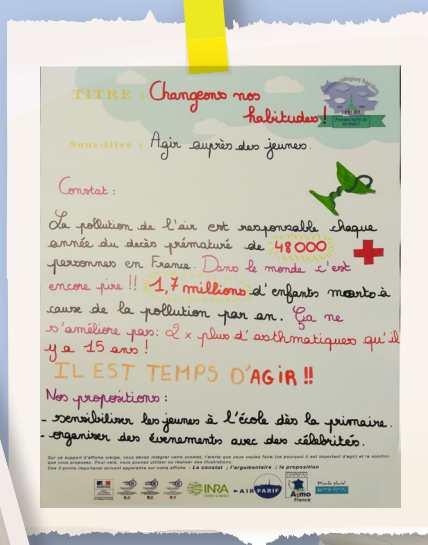 TITRE : Changeons nos
habitudes !
Sous-titre : Agir auprès des jeunes.
Constat :
La pollution de l'air est responsable chaque
année du decès prématuré de 48 000
personnes en France. Dans le monde c'est
encore pire !! 1,7 millions d'enfants morts à
cause de la pollution par an. Ça ne
s'améliore pas: 2 x plus d'asthmatiques qu'il
y a 15 ans !
IL EST TEMPS D'AGIR !!
Nos propositions :
- sensibiliser les jeunes à l'école dès la primaire.
- organiser des évenements avec des célébrités.
Sur ce support d'affiche vierge, vous devez intégrer votre constat, l'alerte que vous voulez faire (ce pourquoi il est important d'agir) et la solution
que vous proposez. Pour cela, vous pouvez utiliser ou réaliser des illustrations.
Ces 3 points importants doivent apparaître sur votre affiche : Le constat ; l'argumentaire ; la proposition
INRA
AIRPARIF
France